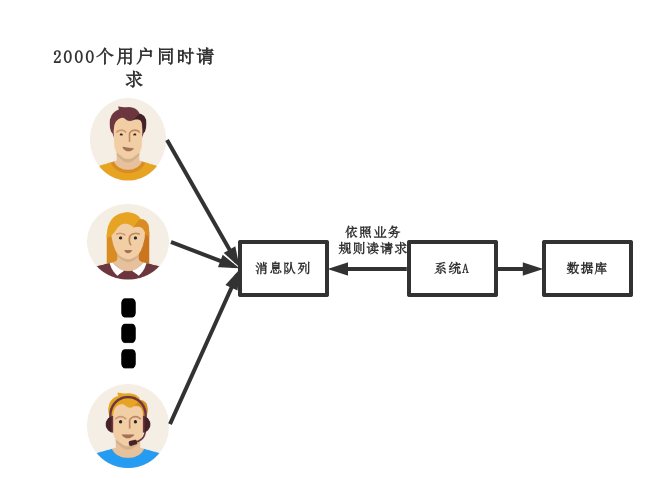 2000个用户同时请
求
依照业务
规则读请求
消息队列
系统A
数据库